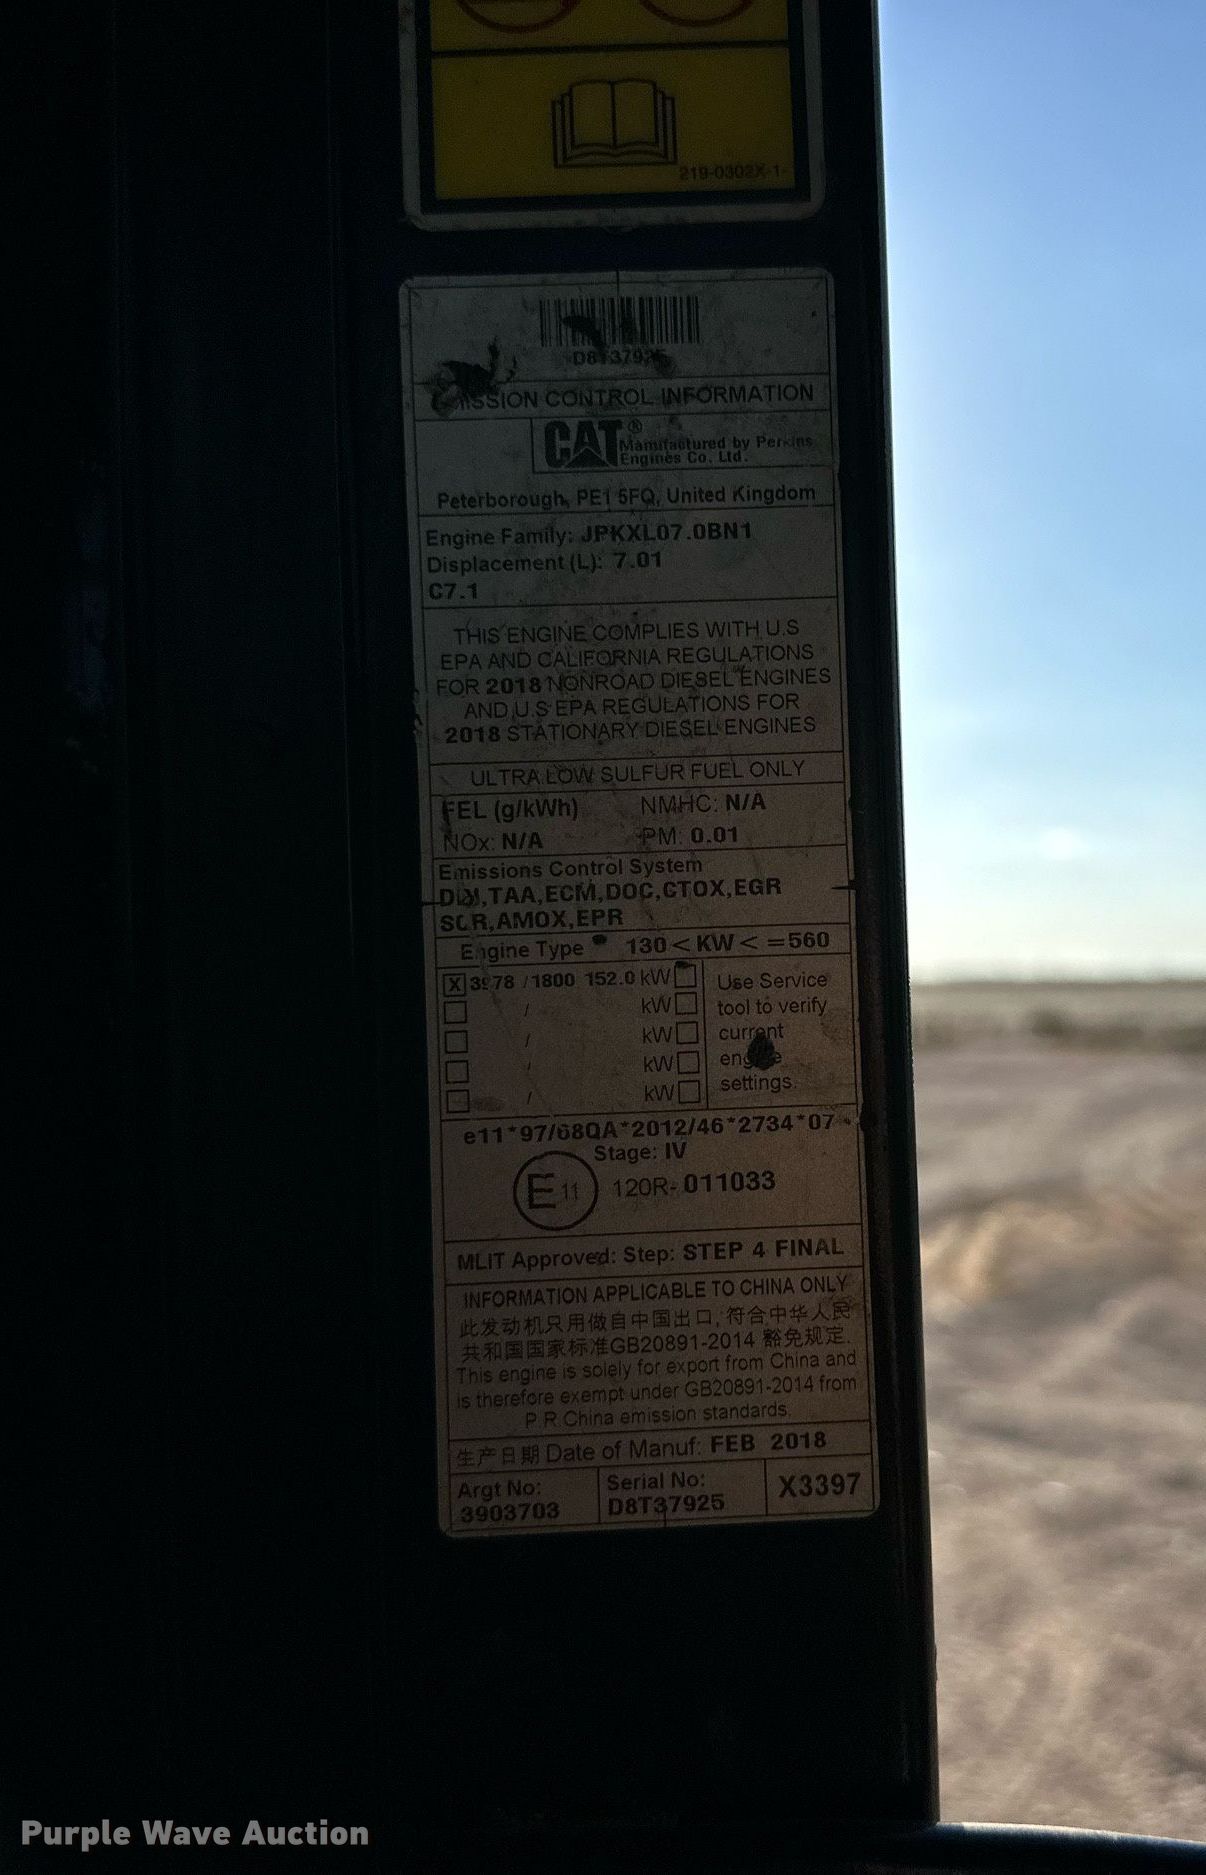 219-0302X-1-
D8T37925
EMISSION CONTROL INFORMATION
CAT® Manufactured by Perkins
Engines Co. Ltd.
Peterborough, PE1 5FQ, United Kingdom
Engine Family: JPKXL07.0BN1
Displacement (L): 7.01
C7.1
THIS ENGINE COMPLIES WITH U.S
EPA AND CALIFORNIA REGULATIONS
FOR 2018 NONROAD DIESEL ENGINES
AND U.S EPA REGULATIONS FOR
2018 STATIONARY DIESEL ENGINES
ULTRA LOW SULFUR FUEL ONLY
FEL (g/kWh) NMHC: N/A
NOx: N/A PM: 0.01
Emissions Control System
TAA,ECM,DOC,CTOX,EGR
SCR,AMOX,EPR
Engine Type 130 < KW < =560
X /1800 152.0 kW
/ kW
/ kW
/ kW
/ kW
Use Service
tool to verify
current
engine
settings.
e11*97/68QA*2012/46*2734*07
Stage: IV
E 11 120R- 011033
MLIT Approved: Step: STEP 4 FINAL
INFORMATION APPLICABLE TO CHINA ONLY
此发动机只用做自中国出口,符合中华人民
共和国国家标准GB20891-2014 豁免规定.
This engine is solely for export from China and
is therefore exempt under GB20891-2014 from
P R China emission standards.
生产日期 Date of Manuf: FEB 2018
Argt No:
3903703
Serial No:
D8T37925
X3397
Purple Wave Auction